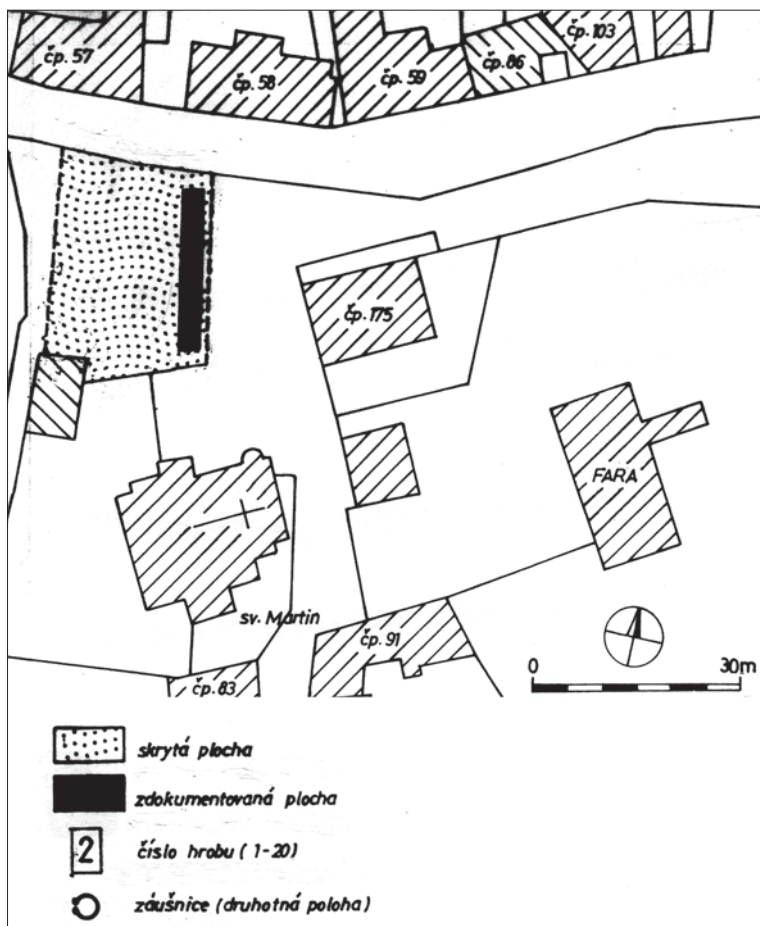 čp. 57
čp. 58
čp. 59
čp. 86
čp. 103
čp. 175
FARA
sv. Martin
čp. 91
čp. 83
0 30m
skrytá plocha
zdokumentovaná plocha
2 číslo hrobu (1-20)
záušnice (druhotná poloha)